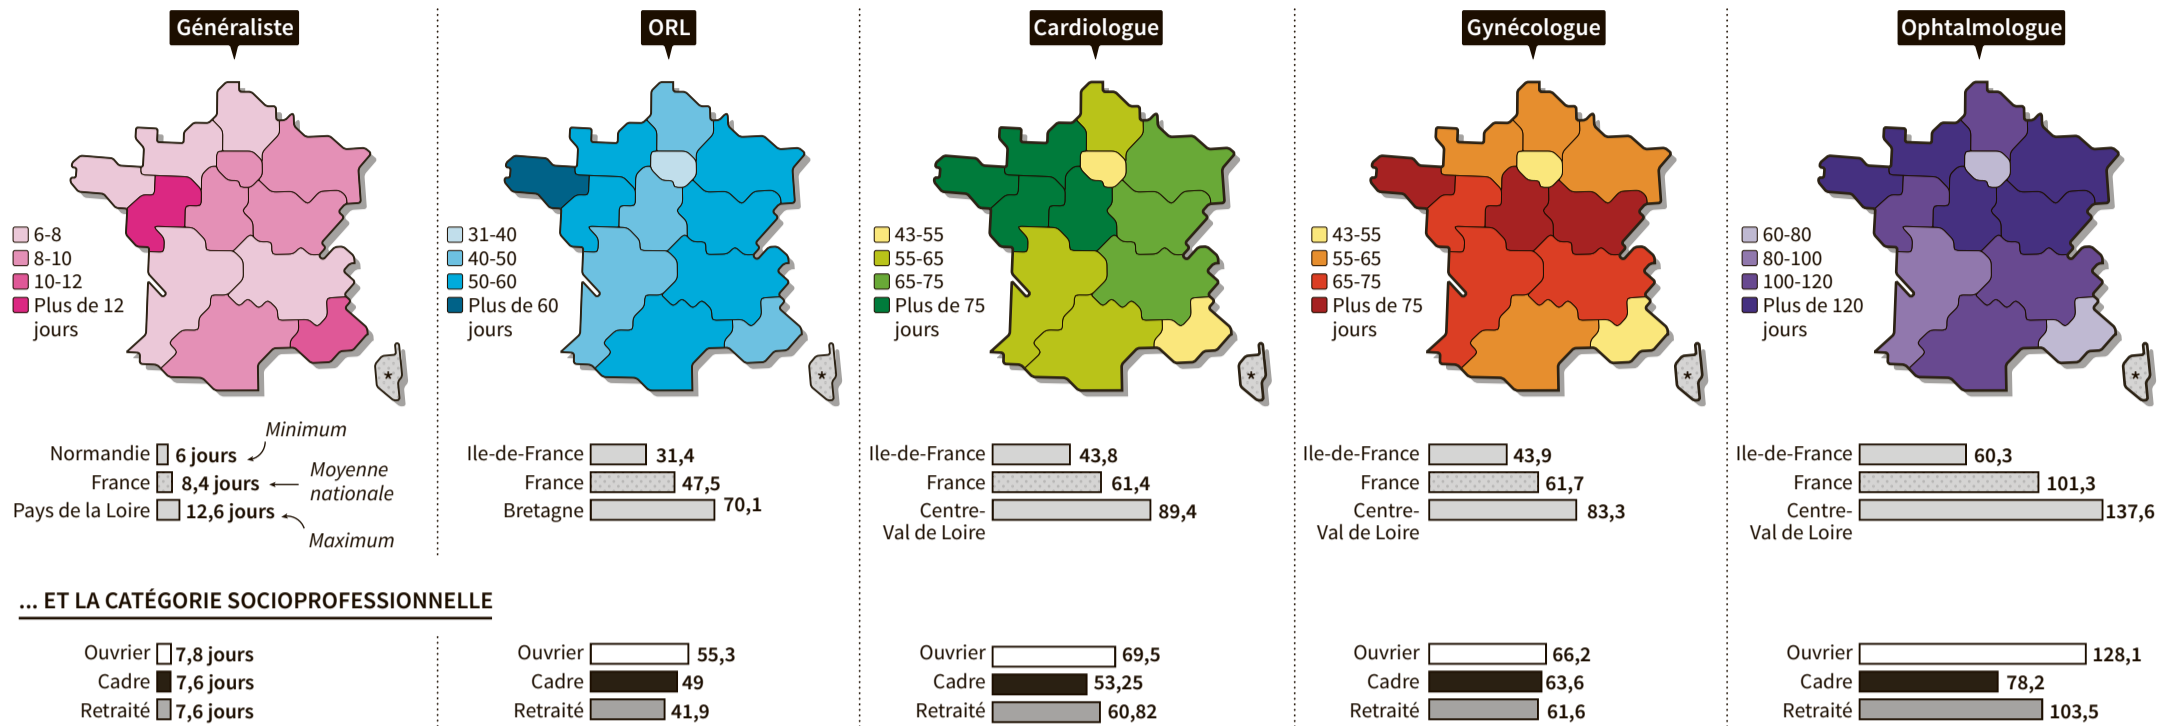 Généraliste
6-8
8-10
10-12
Plus de 12
jours
*
Normandie 6 jours
Minimum
France 8,4 jours
Moyenne
nationale
Pays de la Loire 12,6 jours
Maximum
ORL
31-40
40-50
50-60
Plus de 60
jours
*
Ile-de-France 31,4
France 47,5
Bretagne 70,1
Cardiologue
43-55
55-65
65-75
Plus de 75
jours
*
Ile-de-France 43,8
France 61,4
Centre-
Val de Loire 89,4
Gynécologue
43-55
55-65
65-75
Plus de 75
jours
*
Ile-de-France 43,9
France 61,7
Centre-
Val de Loire 83,3
Ophtalmologue
60-80
80-100
100-120
Plus de 120
jours
*
Ile-de-France 60,3
France 101,3
Centre-
Val de Loire 137,6
... ET LA CATÉGORIE SOCIOPROFESSIONNELLE
Ouvrier 7,8 jours
Cadre 7,6 jours
Retraité 7,6 jours
Ouvrier 55,3
Cadre 49
Retraité 41,9
Ouvrier 69,5
Cadre 53,25
Retraité 60,82
Ouvrier 66,2
Cadre 63,6
Retraité 61,6
Ouvrier 128,1
Cadre 78,2
Retraité 103,5